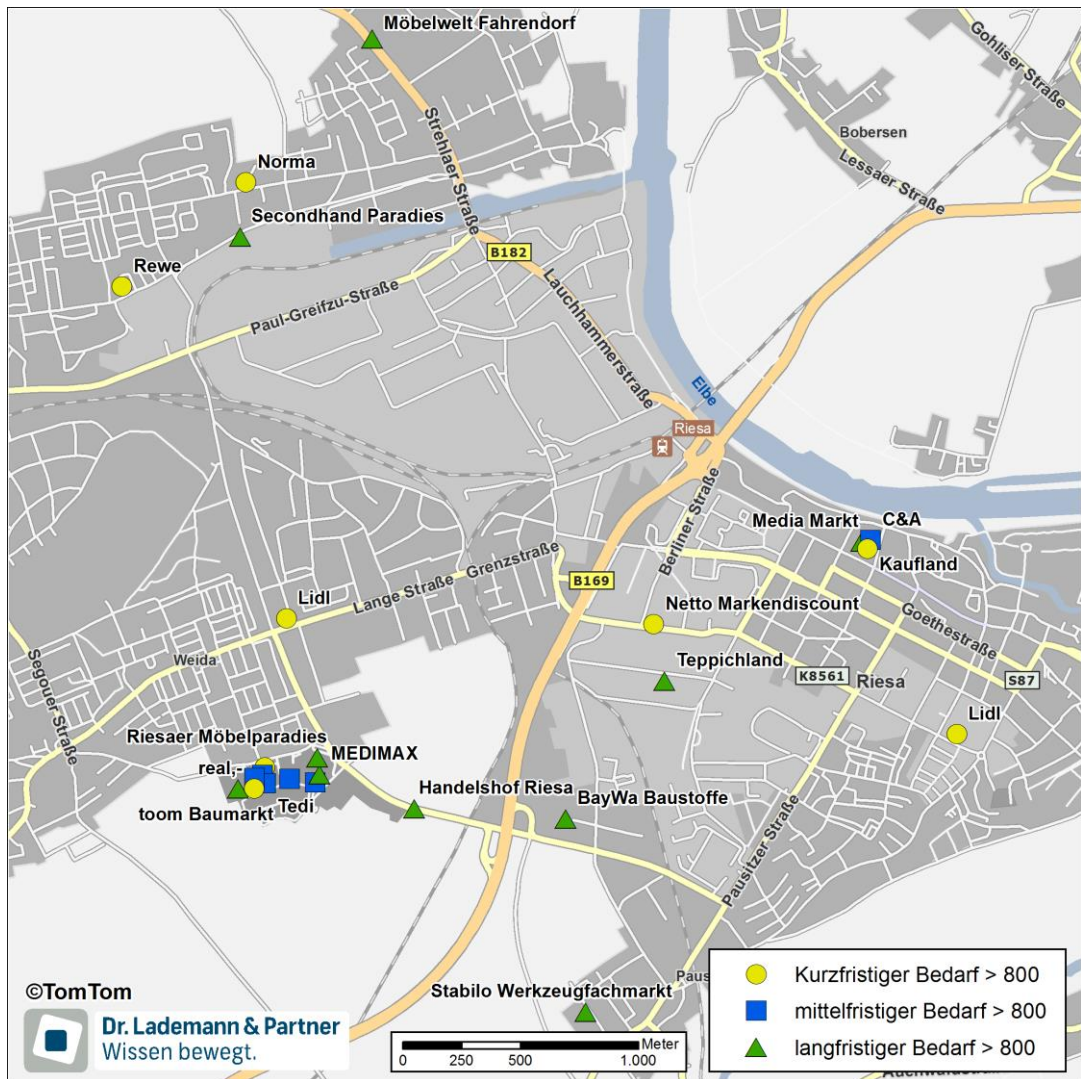 Möbelwelt Fahrendorf
Gohliser Straße
Strehlaer Straße
Bobersen
Lessaer Straße
Norma
Secondhand Paradies
Rewe
B182
Paul-Greifzu-Straße
Lauchhammerstraße
Elbe
Riesa
Berliner Straße
Media Markt
C&A
Kaufland
Lange Straße
Grenzstraße
B169
Lidl
Netto Markendiscount
Goethestraße
Weida
Segouer Straße
Teppichland
K8561
Riesa
S87
Lidl
Riesaer Möbelparadies
real,-
MEDIMAX
toom Baumarkt
Tedi
Handelshof Riesa
BayWa Baustoffe
Pausitzer Straße
Stabilo Werkzeugfachmarkt
Kurzfristiger Bedarf > 800
mittelfristiger Bedarf > 800
langfristiger Bedarf > 800
©TomTom
Dr. Lademann & Partner
Wissen bewegt.
Meter
0 250 500 1.000